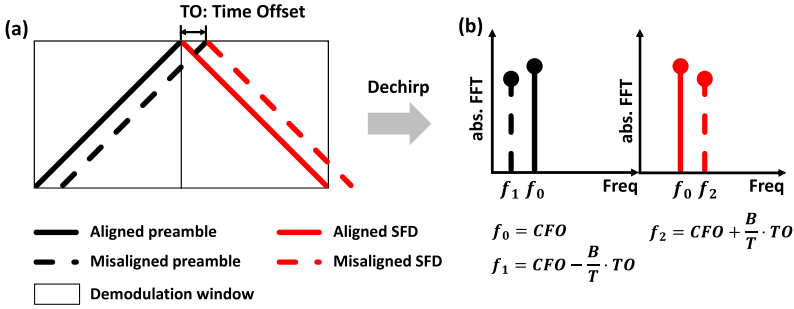 TO: Time Offset
(a)
(b)
Dechirp
abs. FFT
f₁ f₀ Freq
abs. FFT
f₀ f₂ Freq
Aligned preamble
Aligned SFD
Misaligned preamble
Misaligned SFD
Demodulation window
f₀ = CFO
f₁ = CFO − B/T · TO
f₂ = CFO + B/T · TO